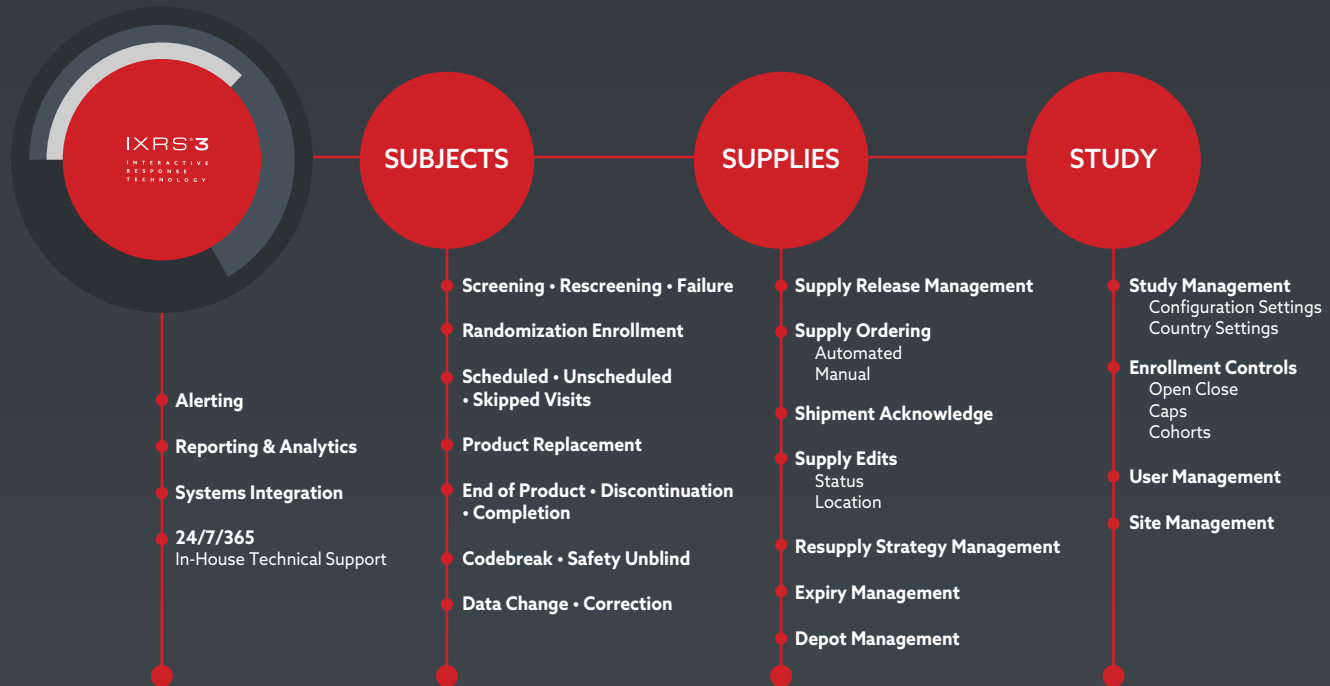 IXRS®3
INTERACTIVE
RESPONSE
TECHNOLOGY
Alerting
Reporting & Analytics
Systems Integration
24/7/365
In-House Technical Support
SUBJECTS
Screening • Rescreening • Failure
Randomization Enrollment
Scheduled • Unscheduled
• Skipped Visits
Product Replacement
End of Product • Discontinuation
• Completion
Codebreak • Safety Unblind
Data Change • Correction
SUPPLIES
Supply Release Management
Supply Ordering
Automated
Manual
Shipment Acknowledge
Supply Edits
Status
Location
Resupply Strategy Management
Expiry Management
Depot Management
STUDY
Study Management
Configuration Settings
Country Settings
Enrollment Controls
Open Close
Caps
Cohorts
User Management
Site Management